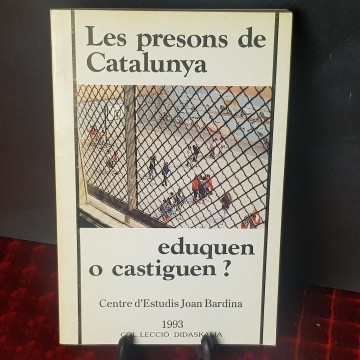 Les presons de
Catalunya
eduquen
o castiguen ?
Centre d'Estudis Joan Bardina
1993
COL.LECCIÓ DIDASKALIA